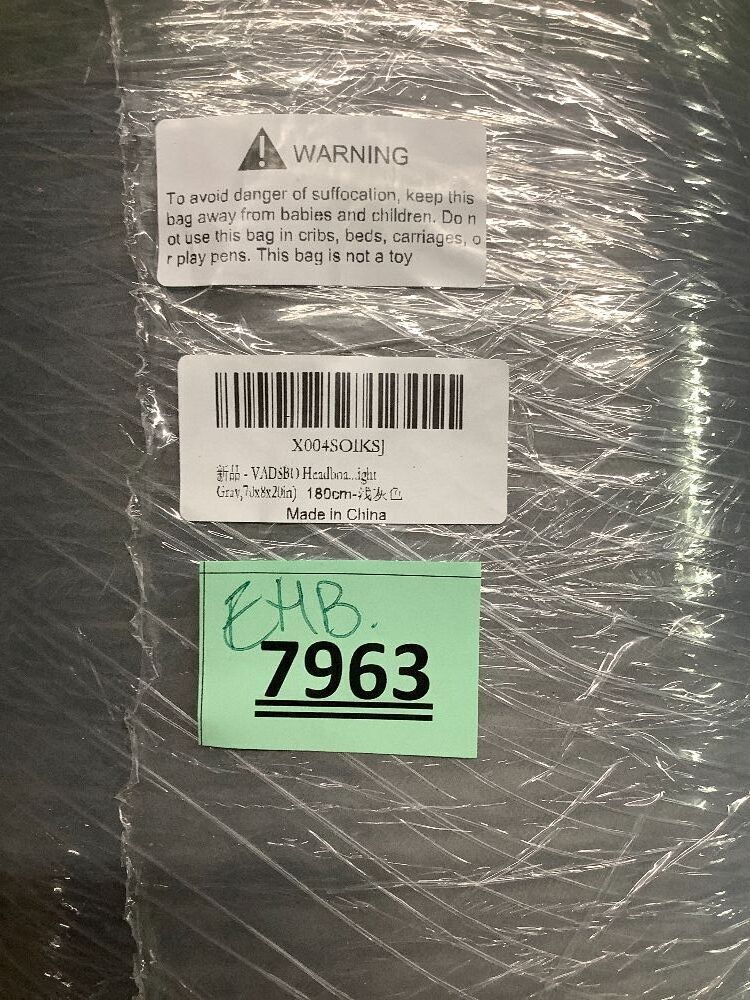 WARNING
To avoid danger of suffocation, keep this
bag away from babies and children. Do n
ot use this bag in cribs, beds, carriages, o
r play pens. This bag is not a toy
X004SO1KSJ
新品 - VADSBO Headboa...ight
Gray,70x8x20in) 180cm-浅灰色
Made in China
EHB.
7963